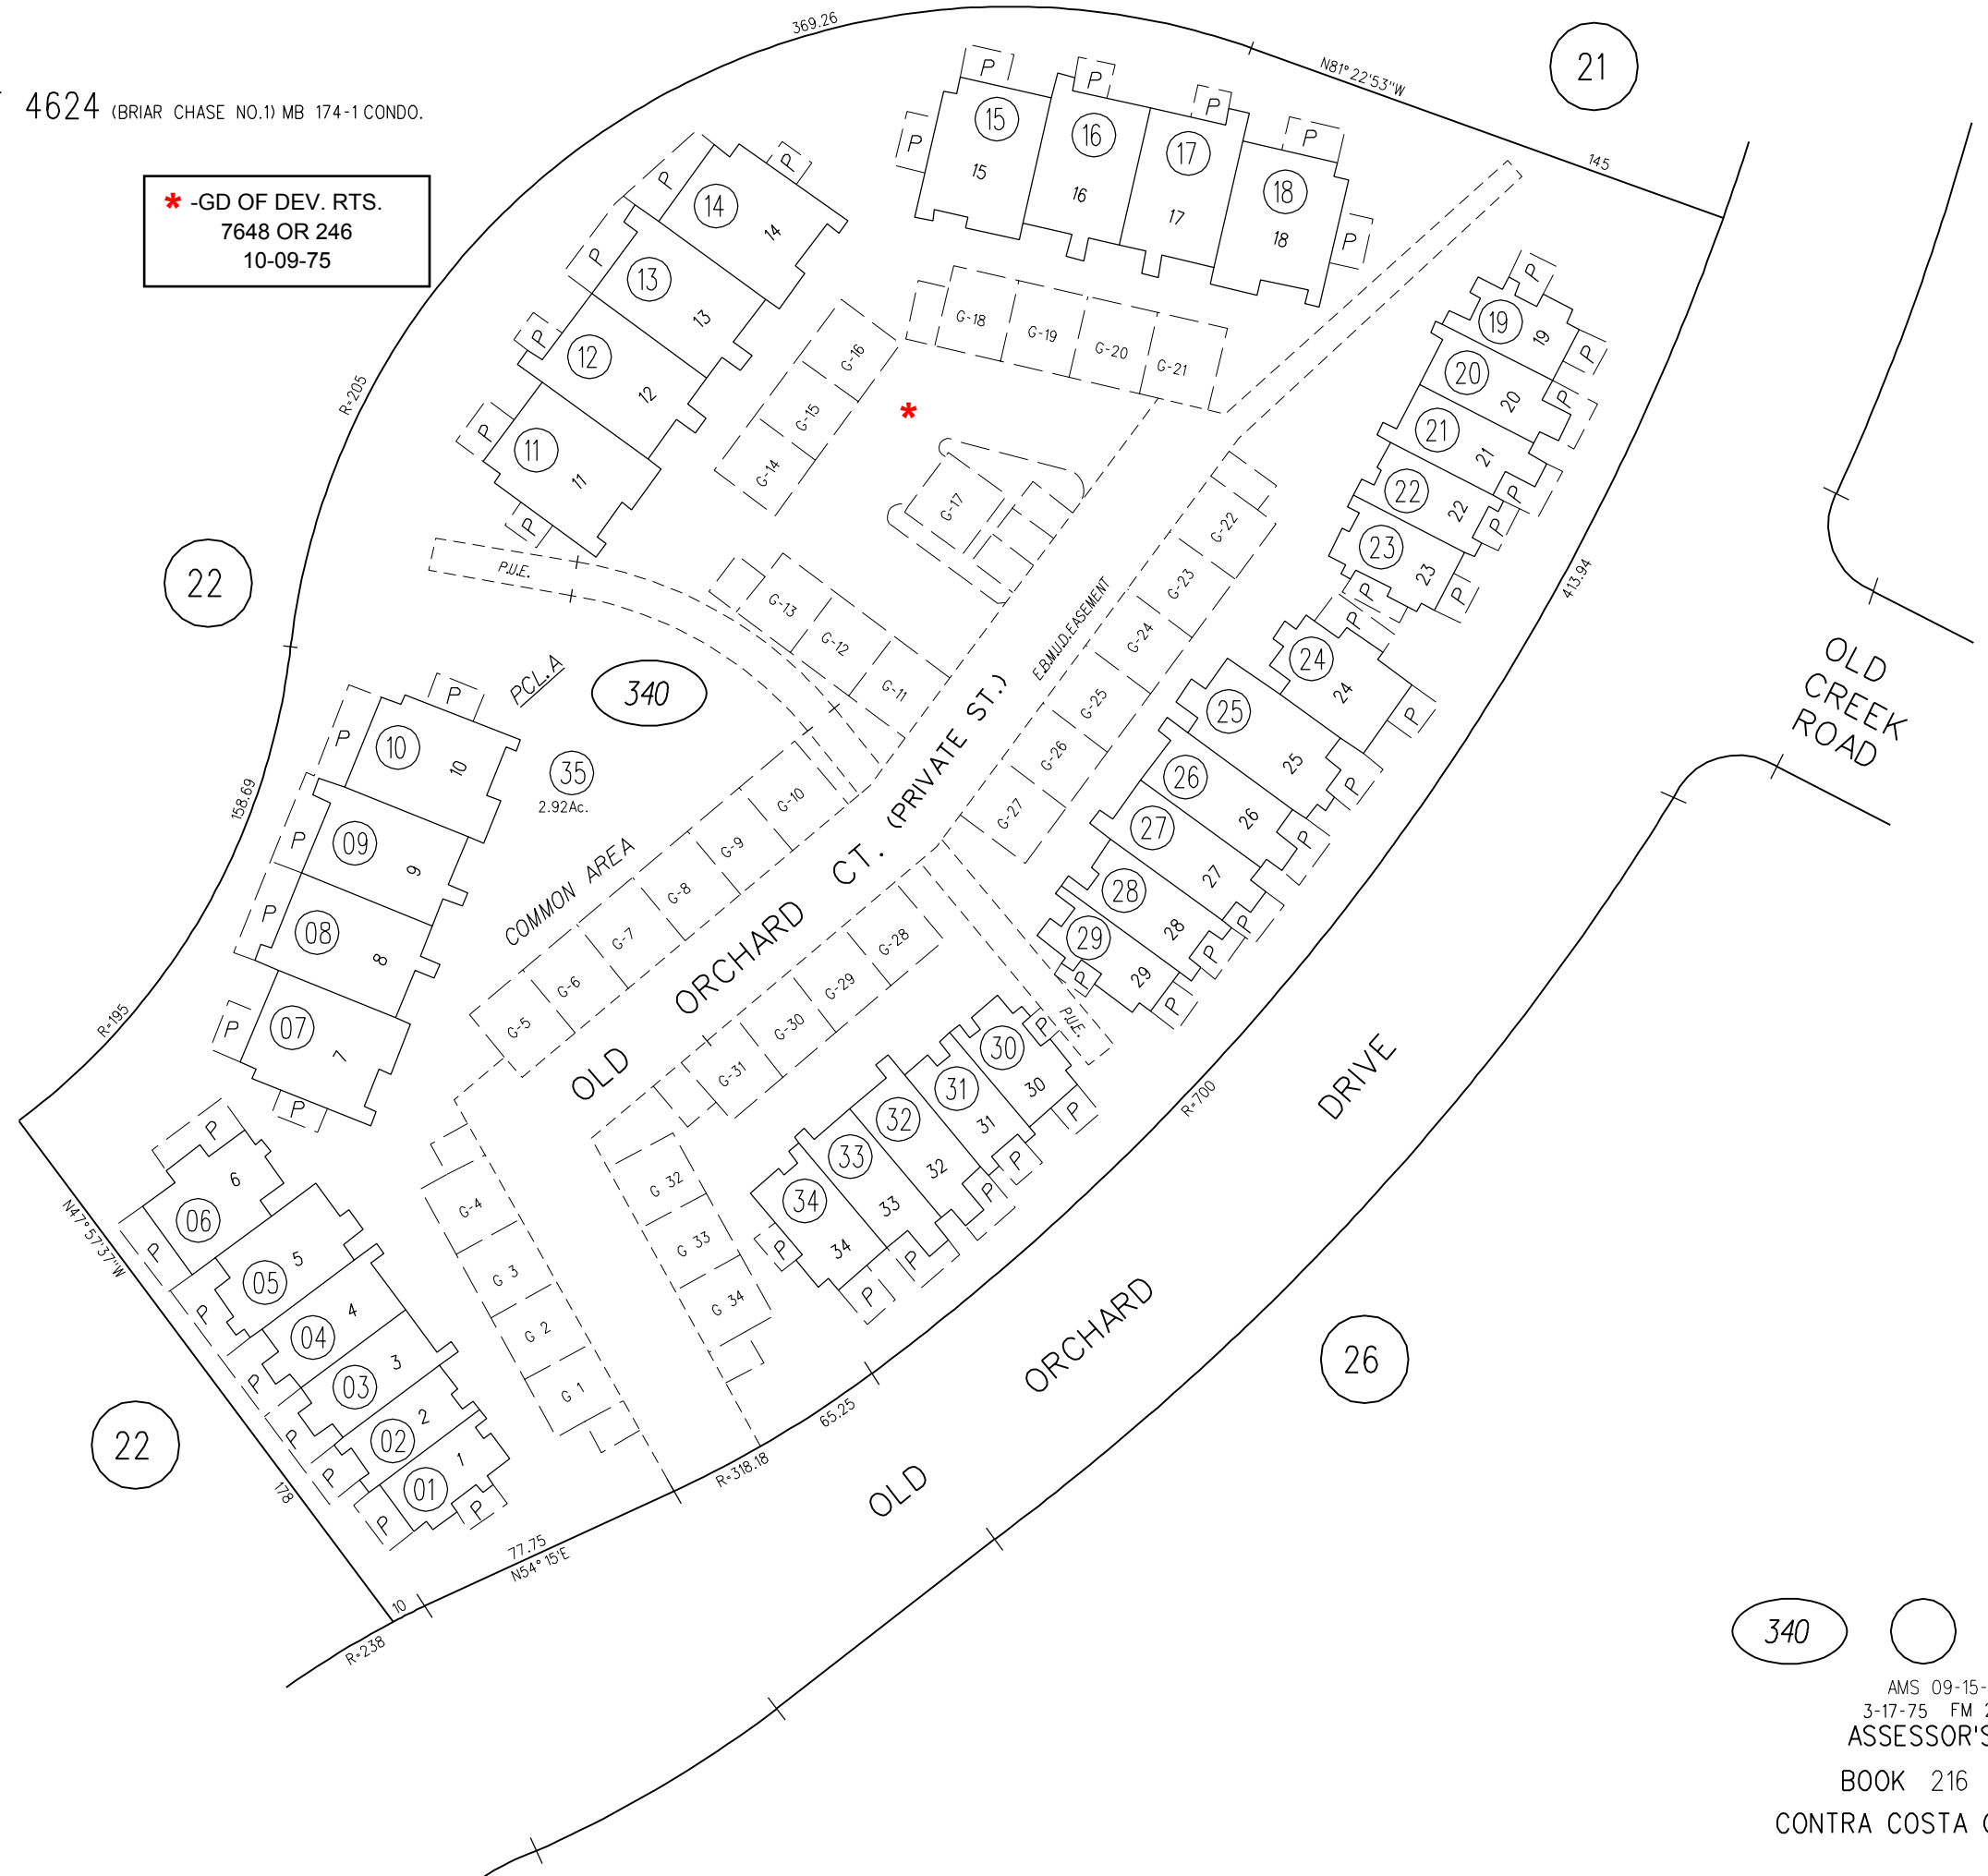 4624 (BRIAR CHASE NO.1) MB 174-1 CONDO.
* -GD OF DEV. RTS.
7648 OR 246
10-09-75
369.26
N81°22'53"W
145
21
R=205
22
158.69
R=195
N47°57'37"W
178
22
10
R=238
77.75
N54°15'E
R=318.18
65.25
R=700
413.94
26
P 15 15 P
P 16 16
P 17 17
P 18 18 P
P 14 14 P
P 13 13
P 12 12
P 11 11 P
G-18
G-19
G-20
G-21
G-16
G-15
G-14
*
G-17
P.U.E.
G-13
G-12
G-11
PCL.A
340
35
2.92Ac.
COMMON AREA
P 10 10 P
P 09 9
P 08 8
P 07 7 P
P 06 6 P
P 05 5
P 04 4
P 03 3
P 02 2
P 01 1 P
G-10
G-9
G-8
G-7
G-6
G-5
G-4
G 3
G 2
G 1
OLD ORCHARD CT. (PRIVATE ST.)
E.B.M.U.D. EASEMENT
G-22
G-23
G-24
G-25
G-26
G-27
G-28
G-29
G-30
G-31
G 32
G 33
G 34
P.U.E.
P 19 19 P
20 20 P
21 21 P
22 22 P
23 23 P P
P 24 24 P
25 25 P
26 26 P
27 27 P
28 28 P
29 29 P P
P 30 30 P
31 31 P
32 32 P
33 33 P
P 34 34 P
OLD ORCHARD DRIVE
OLD
CREEK
ROAD
340
AMS 09-15-
3-17-75 FM
ASSESSOR'S
BOOK 216
CONTRA COSTA